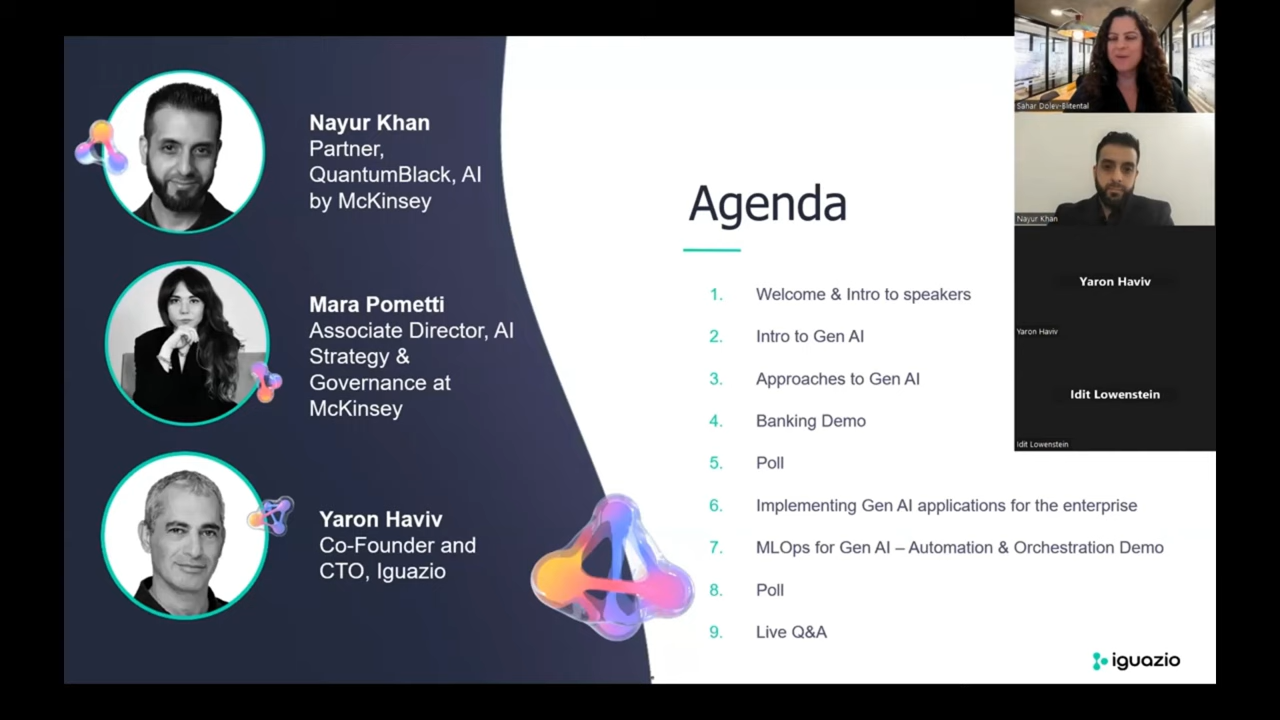 Nayur Khan
Partner,
QuantumBlack, AI
by McKinsey
Mara Pometti
Associate Director, AI
Strategy &
Governance at
McKinsey
Yaron Haviv
Co-Founder and
CTO, Iguazio
Agenda
1. Welcome & Intro to speakers
2. Intro to Gen AI
3. Approaches to Gen AI
4. Banking Demo
5. Poll
6. Implementing Gen AI applications for the enterprise
7. MLOps for Gen AI – Automation & Orchestration Demo
8. Poll
9. Live Q&A
iguazio
Sahar Dolev-Blitental
Nayur Khan
Yaron Haviv
Yaron Haviv
Idit Lowenstein
Idit Lowenstein